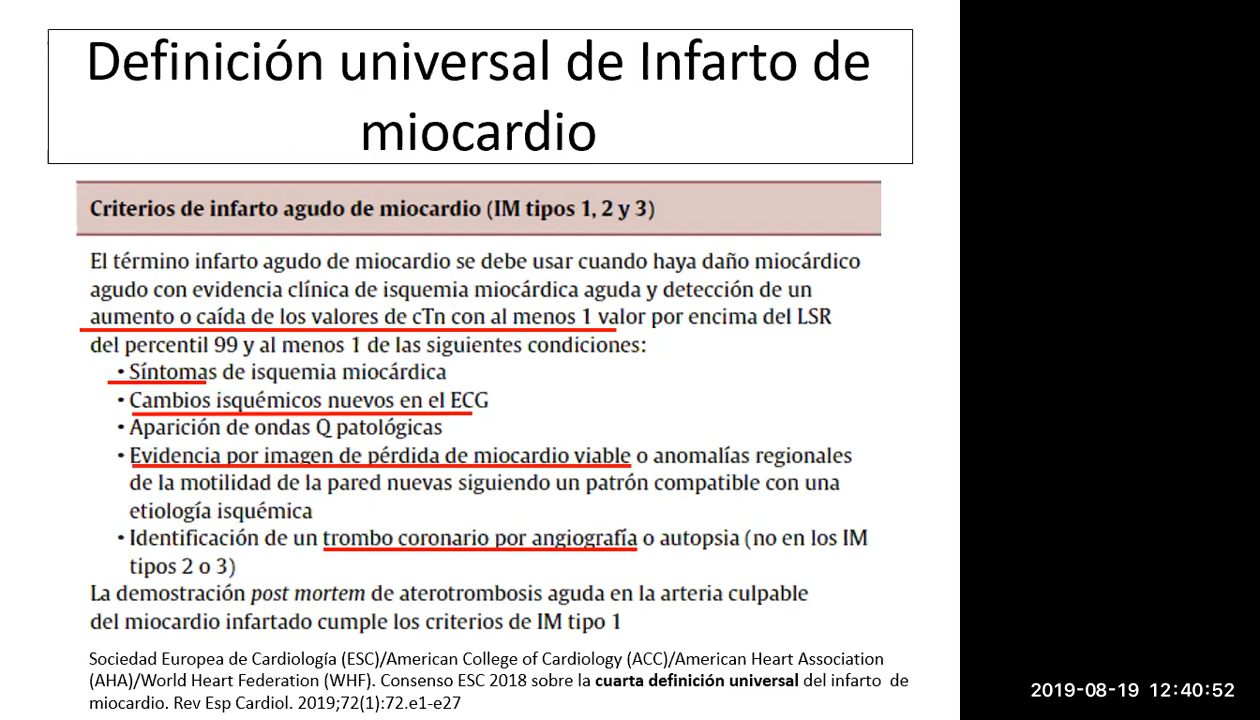 Definición universal de Infarto de
miocardio
Criterios de infarto agudo de miocardio (IM tipos 1, 2 y 3)
El término infarto agudo de miocardio se debe usar cuando haya daño miocárdico
agudo con evidencia clínica de isquemia miocárdica aguda y detección de un
aumento o caída de los valores de cTn con al menos 1 valor por encima del LSR
del percentil 99 y al menos 1 de las siguientes condiciones:
• Síntomas de isquemia miocárdica
• Cambios isquémicos nuevos en el ECG
• Aparición de ondas Q patológicas
• Evidencia por imagen de pérdida de miocardio viable o anomalías regionales
de la motilidad de la pared nuevas siguiendo un patrón compatible con una
etiología isquémica
• Identificación de un trombo coronario por angiografía o autopsia (no en los IM
tipos 2 o 3)
La demostración post mortem de aterotrombosis aguda en la arteria culpable
del miocardio infartado cumple los criterios de IM tipo 1
Sociedad Europea de Cardiología (ESC)/American College of Cardiology (ACC)/American Heart Association
(AHA)/World Heart Federation (WHF). Consenso ESC 2018 sobre la cuarta definición universal del infarto de
miocardio. Rev Esp Cardiol. 2019;72(1):72.e1-e27
2019-08-19 12:40:52